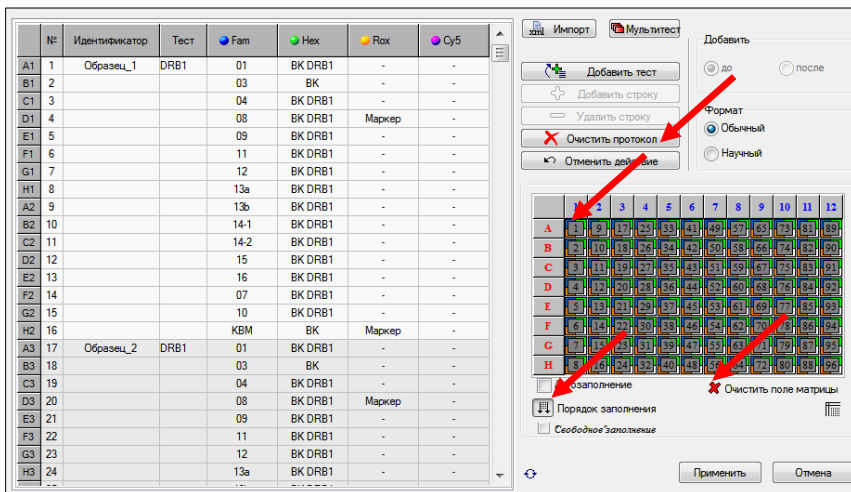 № Идентификатор Тест Fam Hex Rox Cy5
A1 1 Образец_1 DRB1 01 BK DRB1 - -
B1 2 03 BK - -
C1 3 04 BK DRB1 - -
D1 4 08 BK DRB1 Маркер -
E1 5 09 BK DRB1 - -
F1 6 11 BK DRB1 - -
G1 7 12 BK DRB1 - -
H1 8 13a BK DRB1 - -
A2 9 13b BK DRB1 - -
B2 10 14-1 BK DRB1 - -
C2 11 14-2 BK DRB1 - -
D2 12 15 BK DRB1 - -
E2 13 16 BK DRB1 - -
F2 14 07 BK DRB1 - -
G2 15 10 BK DRB1 - -
H2 16 КВМ BK Маркер -
A3 17 Образец_2 DRB1 01 BK DRB1 - -
B3 18 03 BK - -
C3 19 04 BK DRB1 - -
D3 20 08 BK DRB1 Маркер -
E3 21 09 BK DRB1 - -
F3 22 11 BK DRB1 - -
G3 23 12 BK DRB1 - -
H3 24 13a BK DRB1 - -
xml Импорт Мультитест
Добавить
до после
Добавить тест
Добавить строку
Удалить строку
Очистить протокол
Отменить действие
Формат
Обычный
Научный
1 2 3 4 5 6 7 8 9 10 11 12
A 1 9 17 25 33 41 49 57 65 73 81 89
B 2 10 18 26 34 42 50 58 66 74 82 90
C 3 11 19 27 35 43 51 59 67 75 83 91
D 4 12 20 28 36 44 52 60 68 76 84 92
E 5 13 21 29 37 45 53 61 69 77 85 93
F 6 14 22 30 38 46 54 62 70 78 86 94
G 7 15 23 31 39 47 55 63 71 79 87 95
H 8 16 24 32 40 48 56 64 72 80 88 96
Автозаполнение
Очистить поле матрицы
Порядок заполнения
"Свободное"заполнение
Применить Отмена